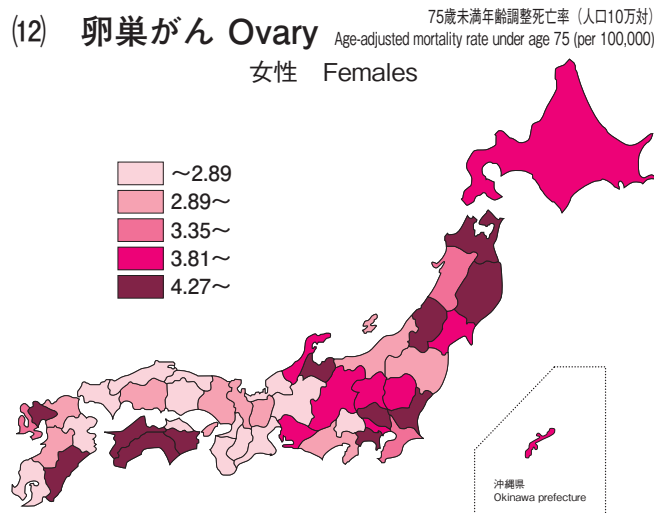 ⑿ 卵巣がん Ovary
75歳未満年齢調整死亡率（人口10万対）
Age-adjusted mortality rate under age 75 (per 100,000)
女性 Females
～2.89
2.89～
3.35～
3.81～
4.27～
沖縄県
Okinawa prefecture